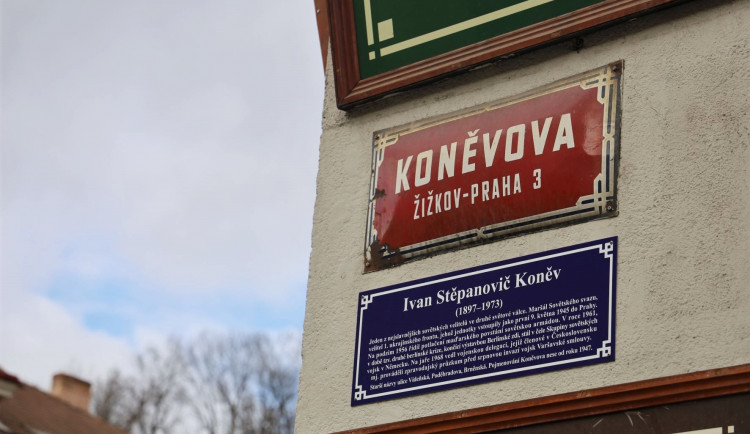 KONĚVOVA
ŽIŽKOV-PRAHA 3
Ivan Stěpanovič Koněv
(1897–1973)
Jeden z nejslavnějších sovětských velitelů ve druhé světové válce. Maršál Sovětského svazu,
velitel 1. ukrajinského frontu, jehož jednotky vstoupily jako první 9. května 1945 do Prahy.
Na podzim 1956 řídil potlačení maďarského povstání sovětskou armádou. V roce 1961,
v době tzv. druhé berlínské krize, končící výstavbou Berlínské zdi, stál v čele Skupiny sovětských
vojsk v Německu. Na jaře 1968 vedl vojenskou delegaci, jejíž členové v Československu
mj. prováděli zpravodajský průzkum před srpnovou invazí vojsk Varšavské smlouvy.
Starší názvy ulice Vídeňská, Poděbradova, Brněnská. Pojmenování Koněvova nese od roku 1947.